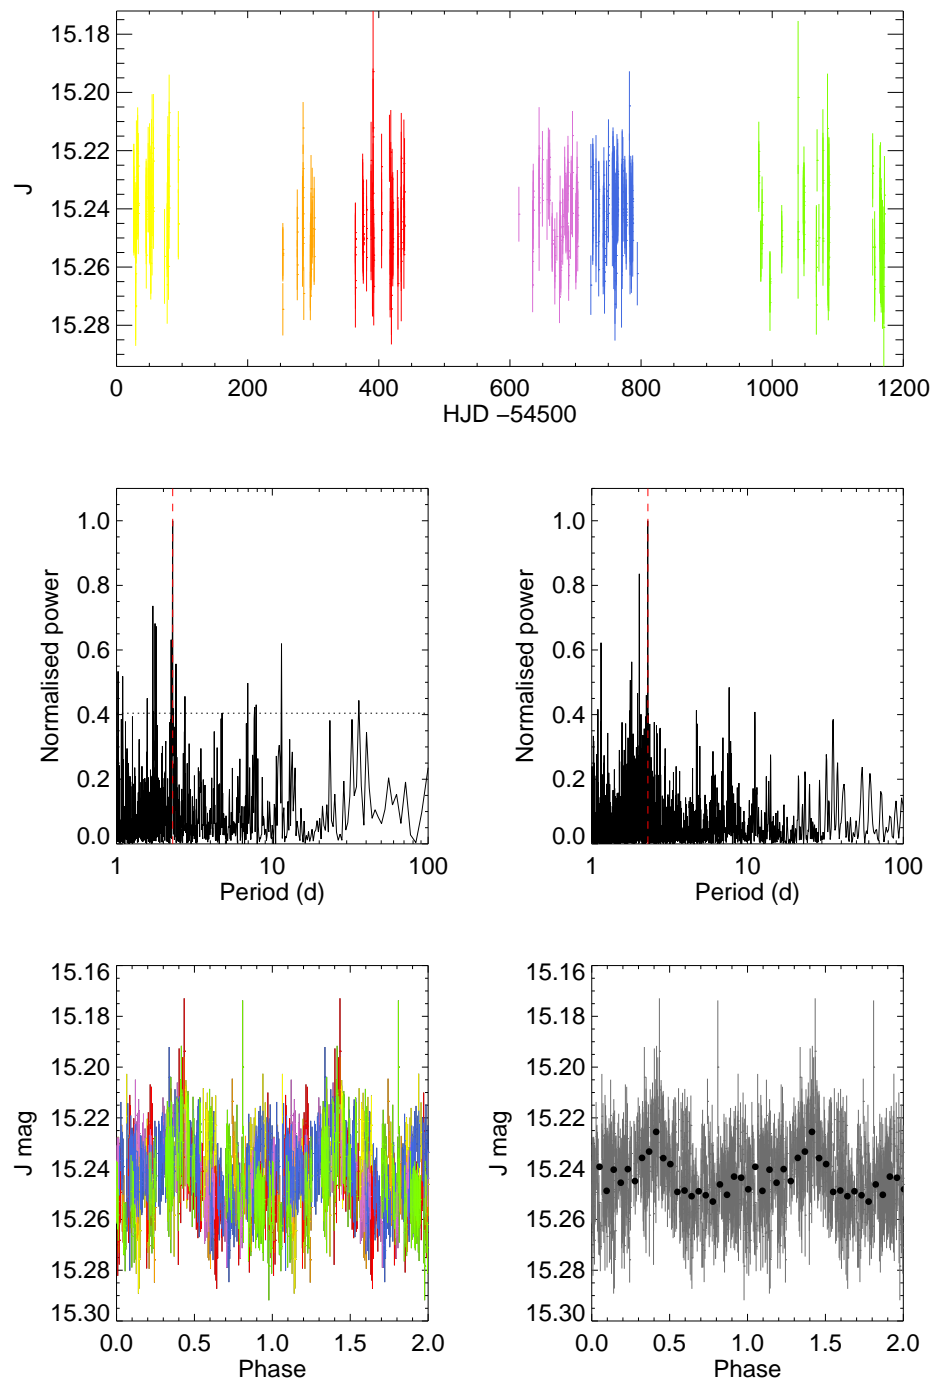 15.18
15.20
15.22
15.24
15.26
15.28
J
0 200 400 600 800 1000 1200
HJD −54500
1.0
0.8
0.6
0.4
0.2
0.0
Normalised power
1 10 100
Period (d)
1.0
0.8
0.6
0.4
0.2
0.0
Normalised power
1 10 100
Period (d)
15.16
15.18
15.20
15.22
15.24
15.26
15.28
15.30
J mag
0.0 0.5 1.0 1.5 2.0
Phase
15.16
15.18
15.20
15.22
15.24
15.26
15.28
15.30
J mag
0.0 0.5 1.0 1.5 2.0
Phase